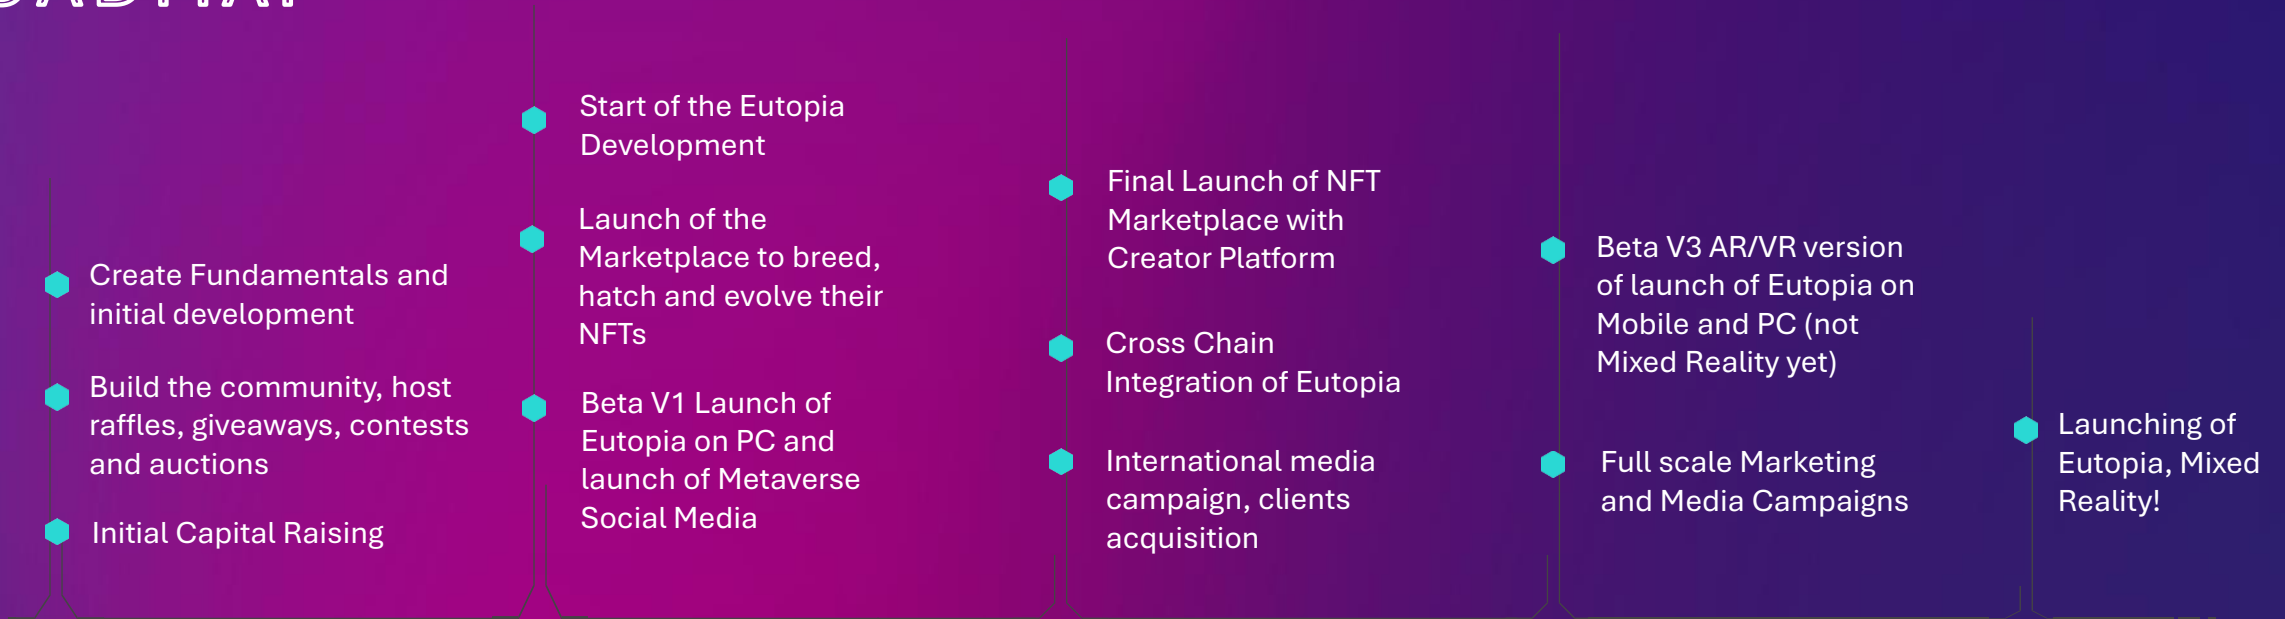 Create Fundamentals and
initial development
Build the community, host
raffles, giveaways, contests
and auctions
Initial Capital Raising
Start of the Eutopia
Development
Launch of the
Marketplace to breed,
hatch and evolve their
NFTs
Beta V1 Launch of
Eutopia on PC and
launch of Metaverse
Social Media
Final Launch of NFT
Marketplace with
Creator Platform
Cross Chain
Integration of Eutopia
International media
campaign, clients
acquisition
Beta V3 AR/VR version
of launch of Eutopia on
Mobile and PC (not
Mixed Reality yet)
Full scale Marketing
and Media Campaigns
Launching of
Eutopia, Mixed
Reality!